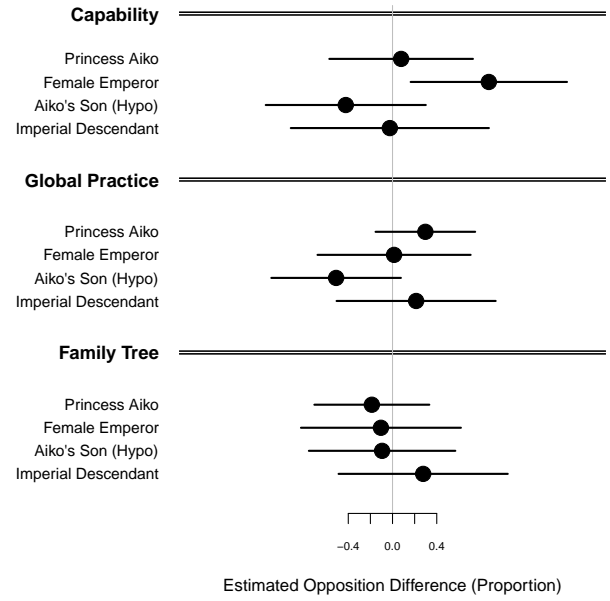 Capability
Princess Aiko
Female Emperor
Aiko's Son (Hypo)
Imperial Descendant
Global Practice
Princess Aiko
Female Emperor
Aiko's Son (Hypo)
Imperial Descendant
Family Tree
Princess Aiko
Female Emperor
Aiko's Son (Hypo)
Imperial Descendant
−0.4 0.0 0.4
Estimated Opposition Difference (Proportion)